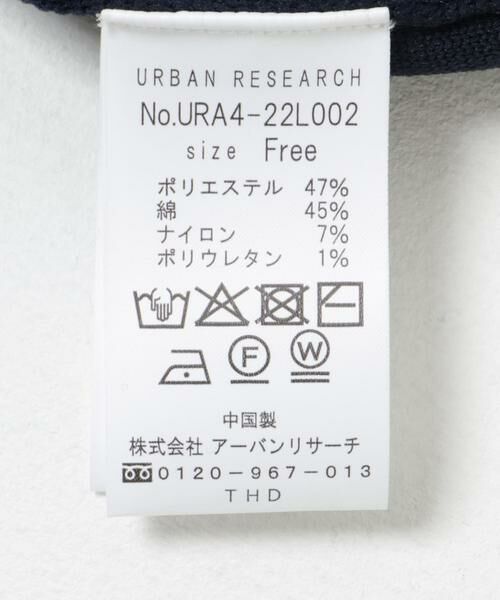 URBAN RESEARCH
No.URA4-22L002
size Free
ポリエステル 47%
綿 45%
ナイロン 7%
ポリウレタン 1%
F W
中国製
株式会社 アーバンリサーチ
0120-967-013
THD